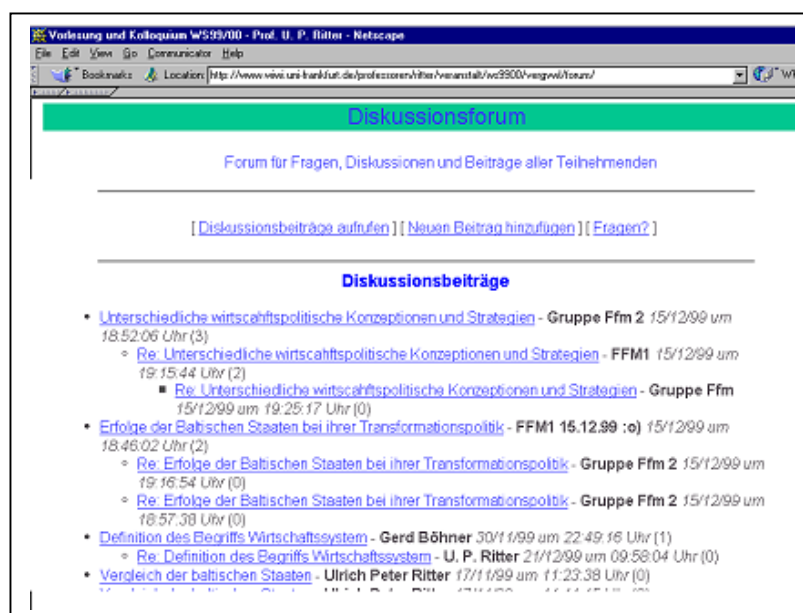 Vorlesung und Kolloquium WS99/00 - Prof. U. P. Ritter - Netscape
File Edit View Go Communicator Help
Bookmarks Location: http://www.wiwi.uni-frankfurt.de/professoren/ritter/veranstalt/ws9900/vergwwl/forum/
Diskussionsforum
Forum für Fragen, Diskussionen und Beiträge aller Teilnehmenden
[ Diskussionsbeiträge aufrufen ] [ Neuen Beitrag hinzufügen ] [ Fragen? ]
Diskussionsbeiträge
• Unterschiedliche wirtscahftspolitische Konzeptionen und Strategien - Gruppe Ffm 2 15/12/99 um
18:52:06 Uhr (3)
◦ Re: Unterschiedliche wirtscahftspolitische Konzeptionen und Strategien - FFM1 15/12/99 um
19:15:44 Uhr (2)
▪ Re: Unterschiedliche wirtscahftspolitische Konzeptionen und Strategien - Gruppe Ffm
15/12/99 um 19:25:17 Uhr (0)
• Erfolge der Baltischen Staaten bei ihrer Transformationspolitik - FFM1 15.12.99 :o) 15/12/99 um
18:46:02 Uhr (2)
◦ Re: Erfolge der Baltischen Staaten bei ihrer Transformationspolitik - Gruppe Ffm 2 15/12/99 um
19:16:54 Uhr (0)
◦ Re: Erfolge der Baltischen Staaten bei ihrer Transformationspolitik - Gruppe Ffm 2 15/12/99 um
18:57:38 Uhr (0)
• Definition des Begriffs Wirtschaftssystem - Gerd Böhner 30/11/99 um 22:49:16 Uhr (1)
◦ Re: Definition des Begriffs Wirtschaftssystem - U. P. Ritter 21/12/99 um 09:58:04 Uhr (0)
• Vergleich der baltischen Staaten - Ulrich Peter Ritter 17/11/99 um 11:23:38 Uhr (0)